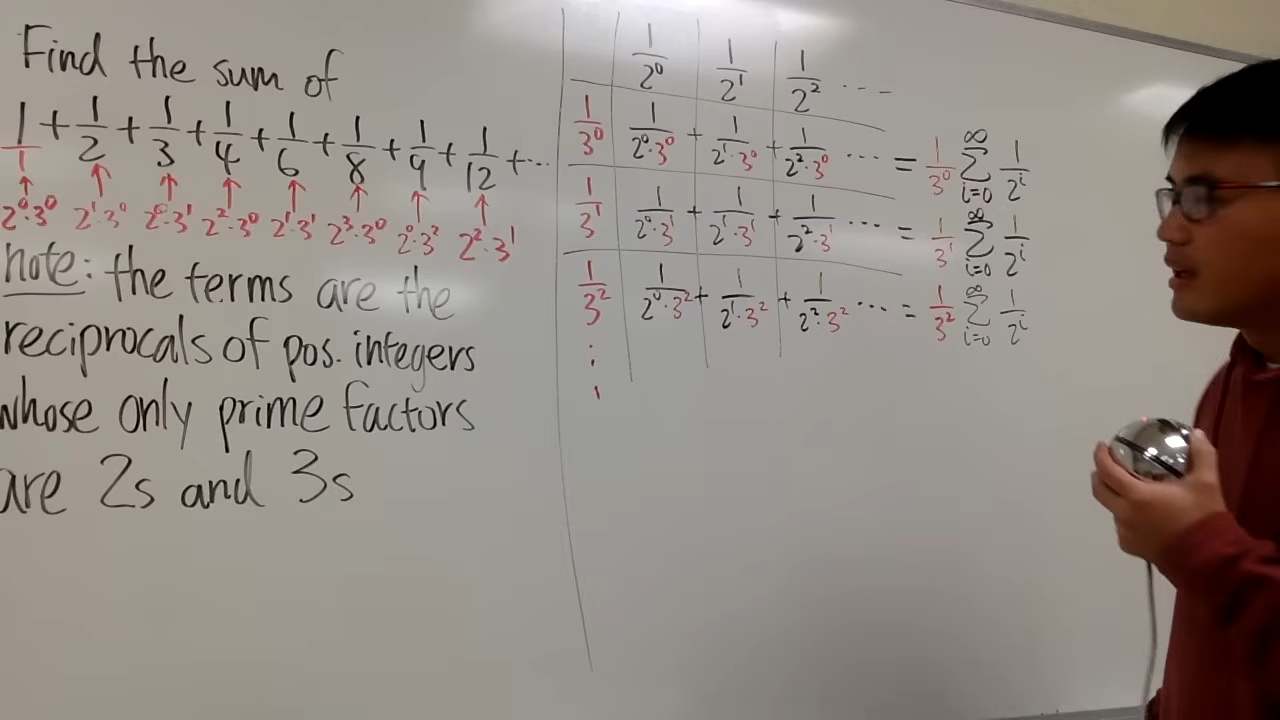 Find the sum of
1/1 + 1/2 + 1/3 + 1/4 + 1/6 + 1/8 + 1/9 + 1/12 + ...
2⁰·3⁰ 2¹·3⁰ 2⁰·3¹ 2²·3⁰ 2¹·3¹ 2³·3⁰ 2⁰·3² 2²·3¹
note: the terms are the
reciprocals of pos. integers
whose only prime factors
are 2s and 3s
1/2⁰ 1/2¹ 1/2² ...
1/3⁰ 1/(2⁰·3⁰) + 1/(2¹·3⁰) + 1/(2²·3⁰) ... = 1/3⁰ ∞∑i=0 1/2ⁱ
1/3¹ 1/(2⁰·3¹) + 1/(2¹·3¹) + 1/(2²·3¹) ... = 1/3¹ ∞∑i=0 1/2ⁱ
1/3² 1/(2⁰·3²) + 1/(2¹·3²) + 1/(2²·3²) ... = 1/3² ∞∑i=0 1/2ⁱ
⋮